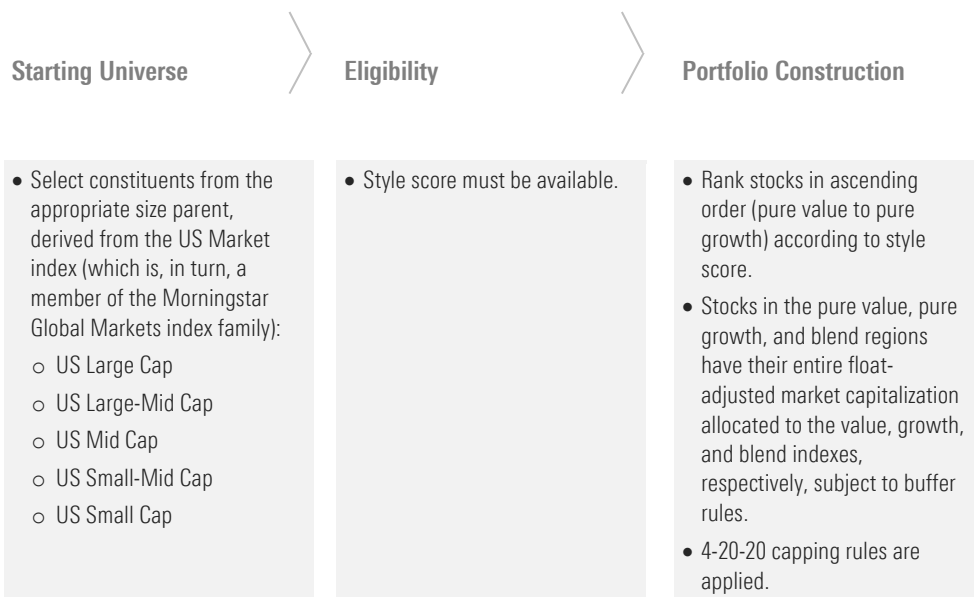 Starting Universe
Eligibility
Portfolio Construction
• Select constituents from the
appropriate size parent,
derived from the US Market
index (which is, in turn, a
member of the Morningstar
Global Markets index family):
o US Large Cap
o US Large-Mid Cap
o US Mid Cap
o US Small-Mid Cap
o US Small Cap
• Style score must be available.
• Rank stocks in ascending
order (pure value to pure
growth) according to style
score.
• Stocks in the pure value, pure
growth, and blend regions
have their entire float-
adjusted market capitalization
allocated to the value, growth,
and blend indexes,
respectively, subject to buffer
rules.
• 4-20-20 capping rules are
applied.